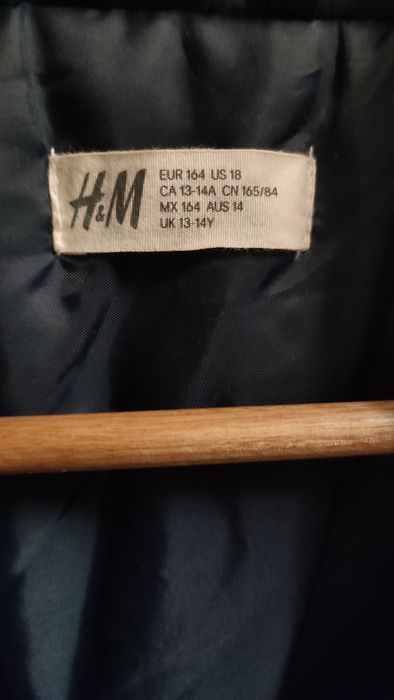 H&M
EUR 164 US 18
CA 13-14A CN 165/84
MX 164 AUS 14
UK 13-14Y